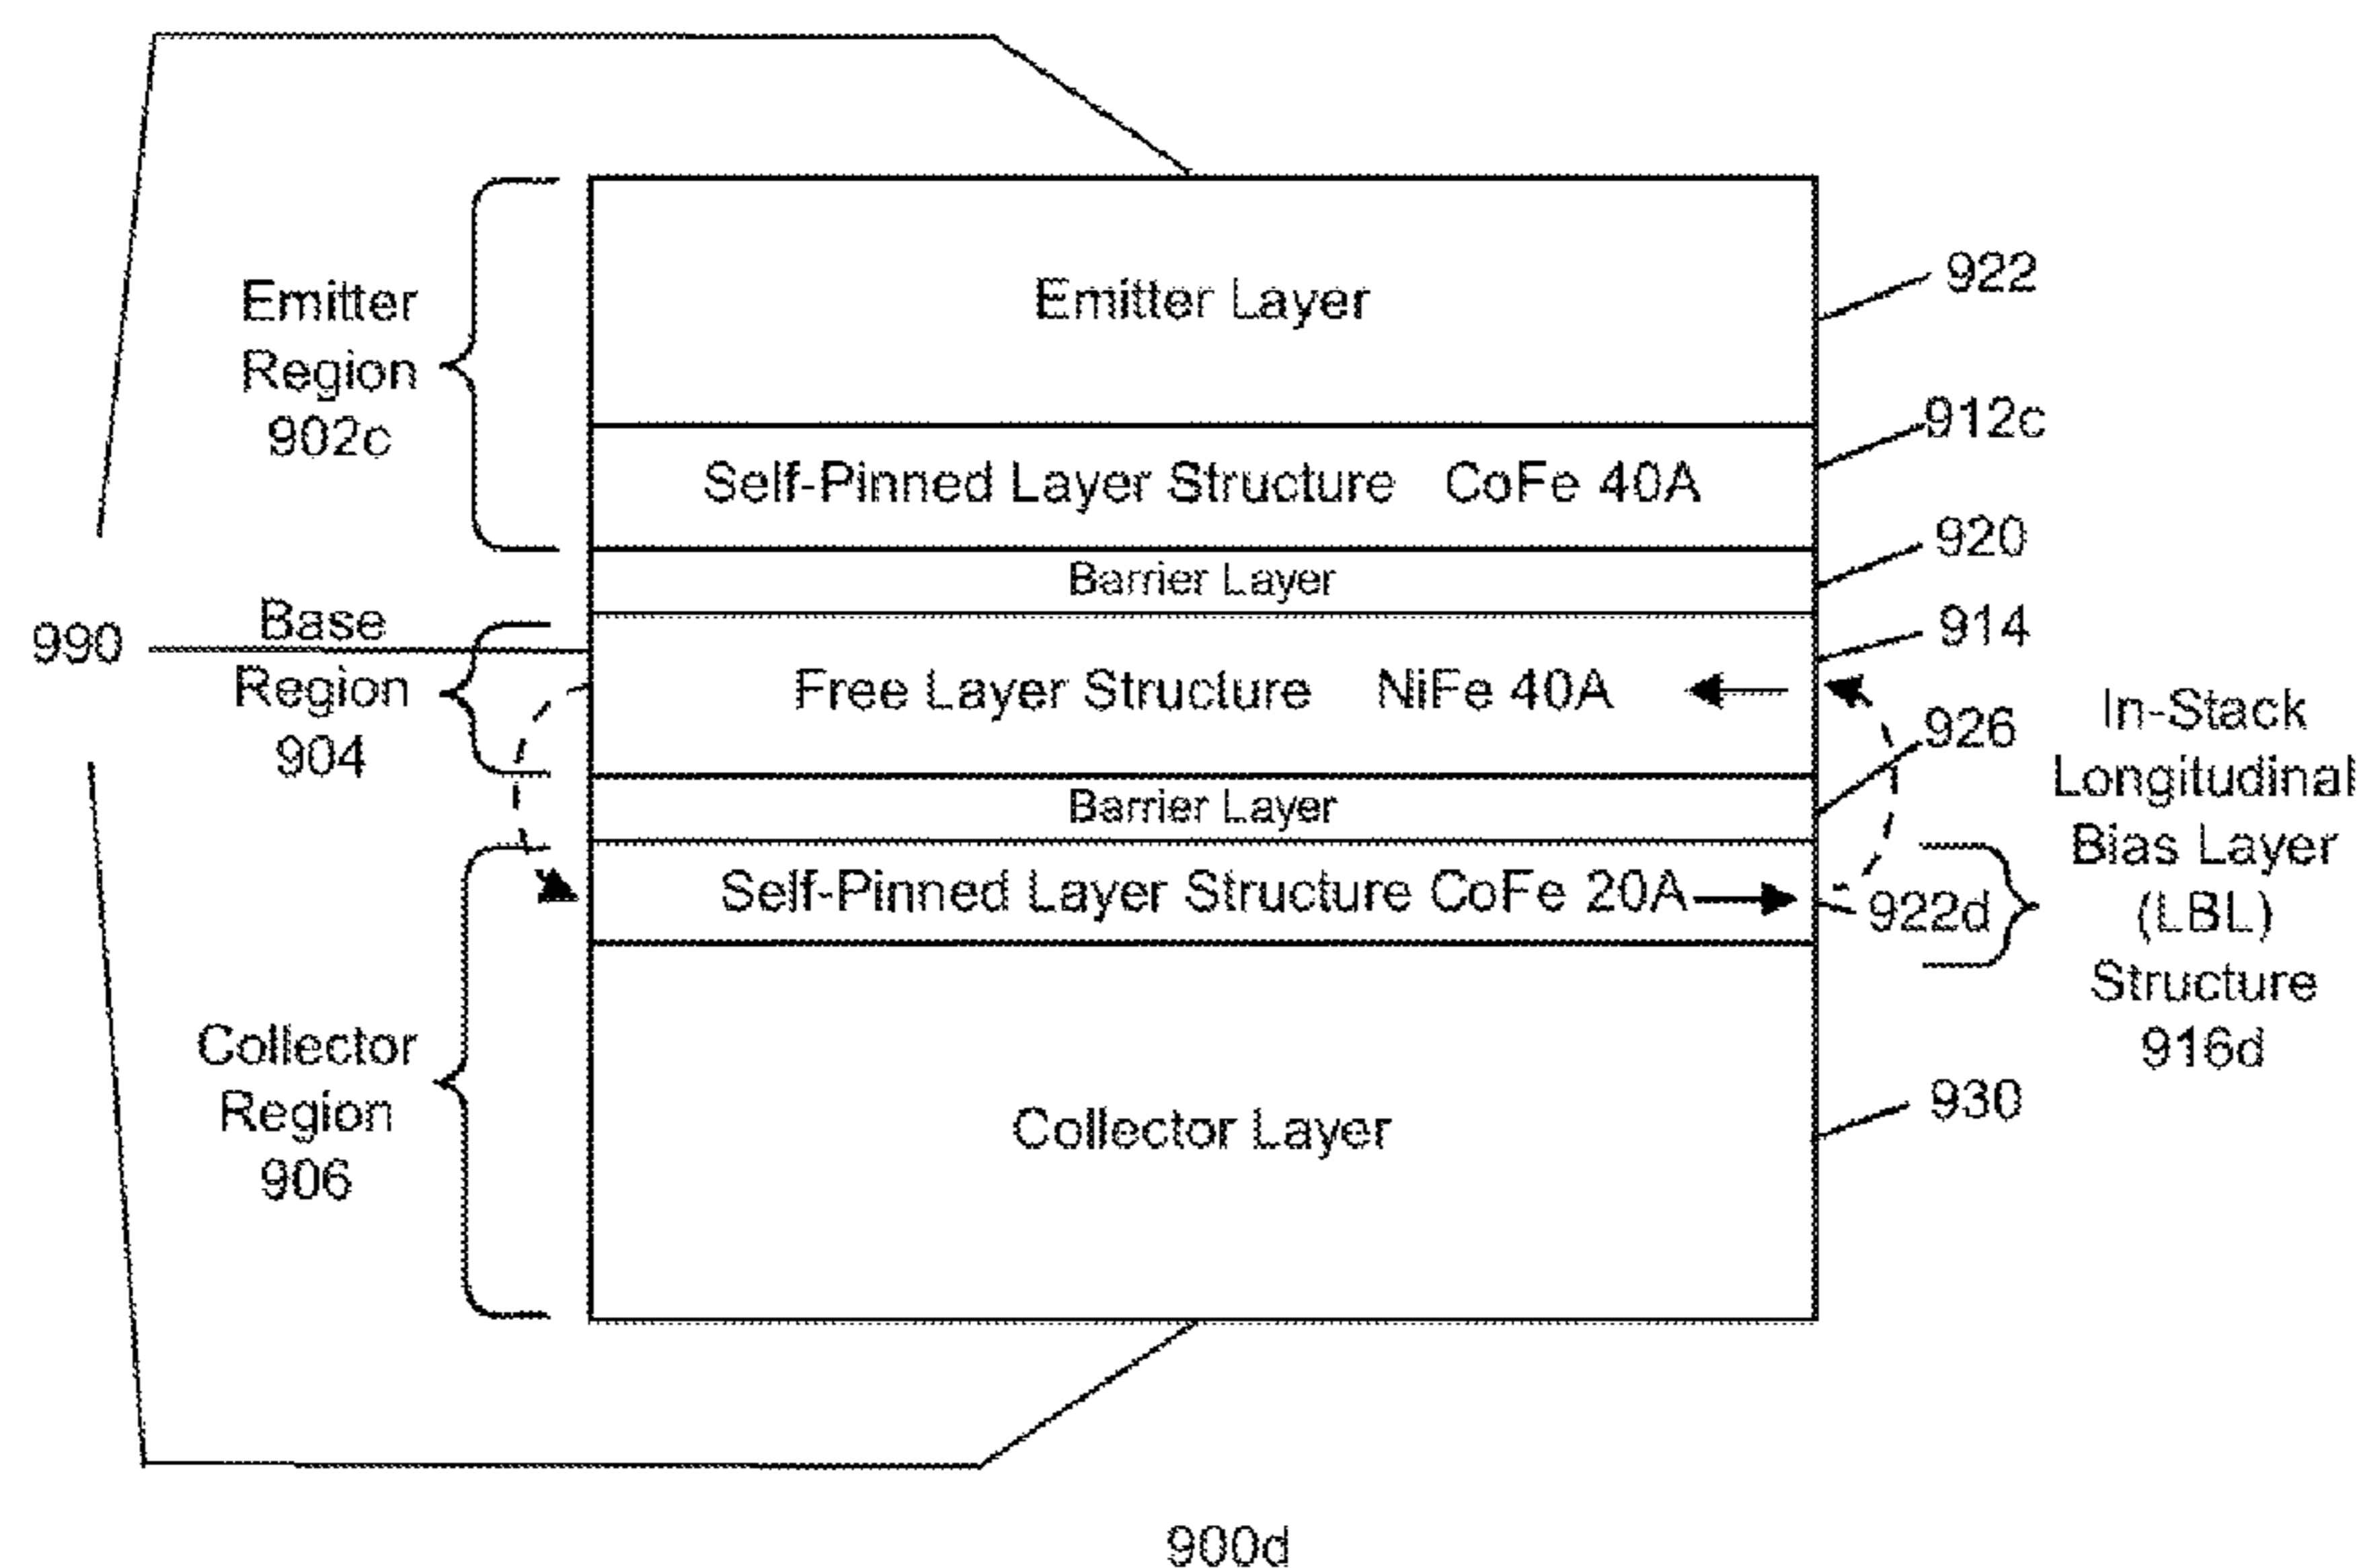 Emitter
Region
902c
Emitter Layer
922
Self-Pinned Layer Structure CoFe 40A
912c
Barrier Layer
920
990
Base
Region
904
Free Layer Structure NiFe 40A
914
Barrier Layer
926
Self-Pinned Layer Structure CoFe 20A
922d
In-Stack
Longitudinal
Bias Layer
(LBL)
Structure
916d
Collector
Region
906
Collector Layer
930
900d